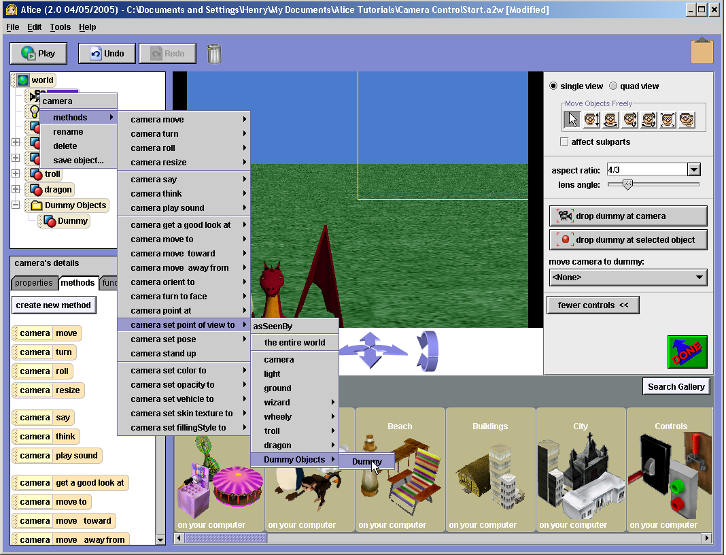 Alice (2.0 04/05/2005) - C:\Documents and Settings\Henry\My Documents\Alice Tutorials\Camera ControlStart.a2w [Modified]
File Edit Tools Help
Play
Undo
Redo
world
camera
methods
rename
delete
save object...
troll
dragon
Dummy Objects
Dummy
camera move
camera turn
camera roll
camera resize
camera say
camera think
camera play sound
camera get a good look at
camera move to
camera move toward
camera move away from
camera orient to
camera turn to face
camera point at
camera set point of view to
camera set pose
camera stand up
camera set color to
camera set opacity to
camera set vehicle to
camera set skin texture to
camera set fillingStyle to
asSeenBy
the entire world
camera
light
ground
wizard
wheely
troll
dragon
Dummy Objects
Dummy
single view
quad view
Move Objects Freely
affect subparts
aspect ratio: 4/3
lens angle:
drop dummy at camera
drop dummy at selected object
move camera to dummy:
<None>
fewer controls <<
DONE
camera's details
properties
methods
func
create new method
camera move
camera turn
camera roll
camera resize
camera say
camera think
camera play sound
camera get a good look at
camera move to
camera move toward
camera move away from
Search Gallery
Beach
Buildings
City
Controls
on your computer
on your computer
on your computer
on your computer
on your computer
on your computer